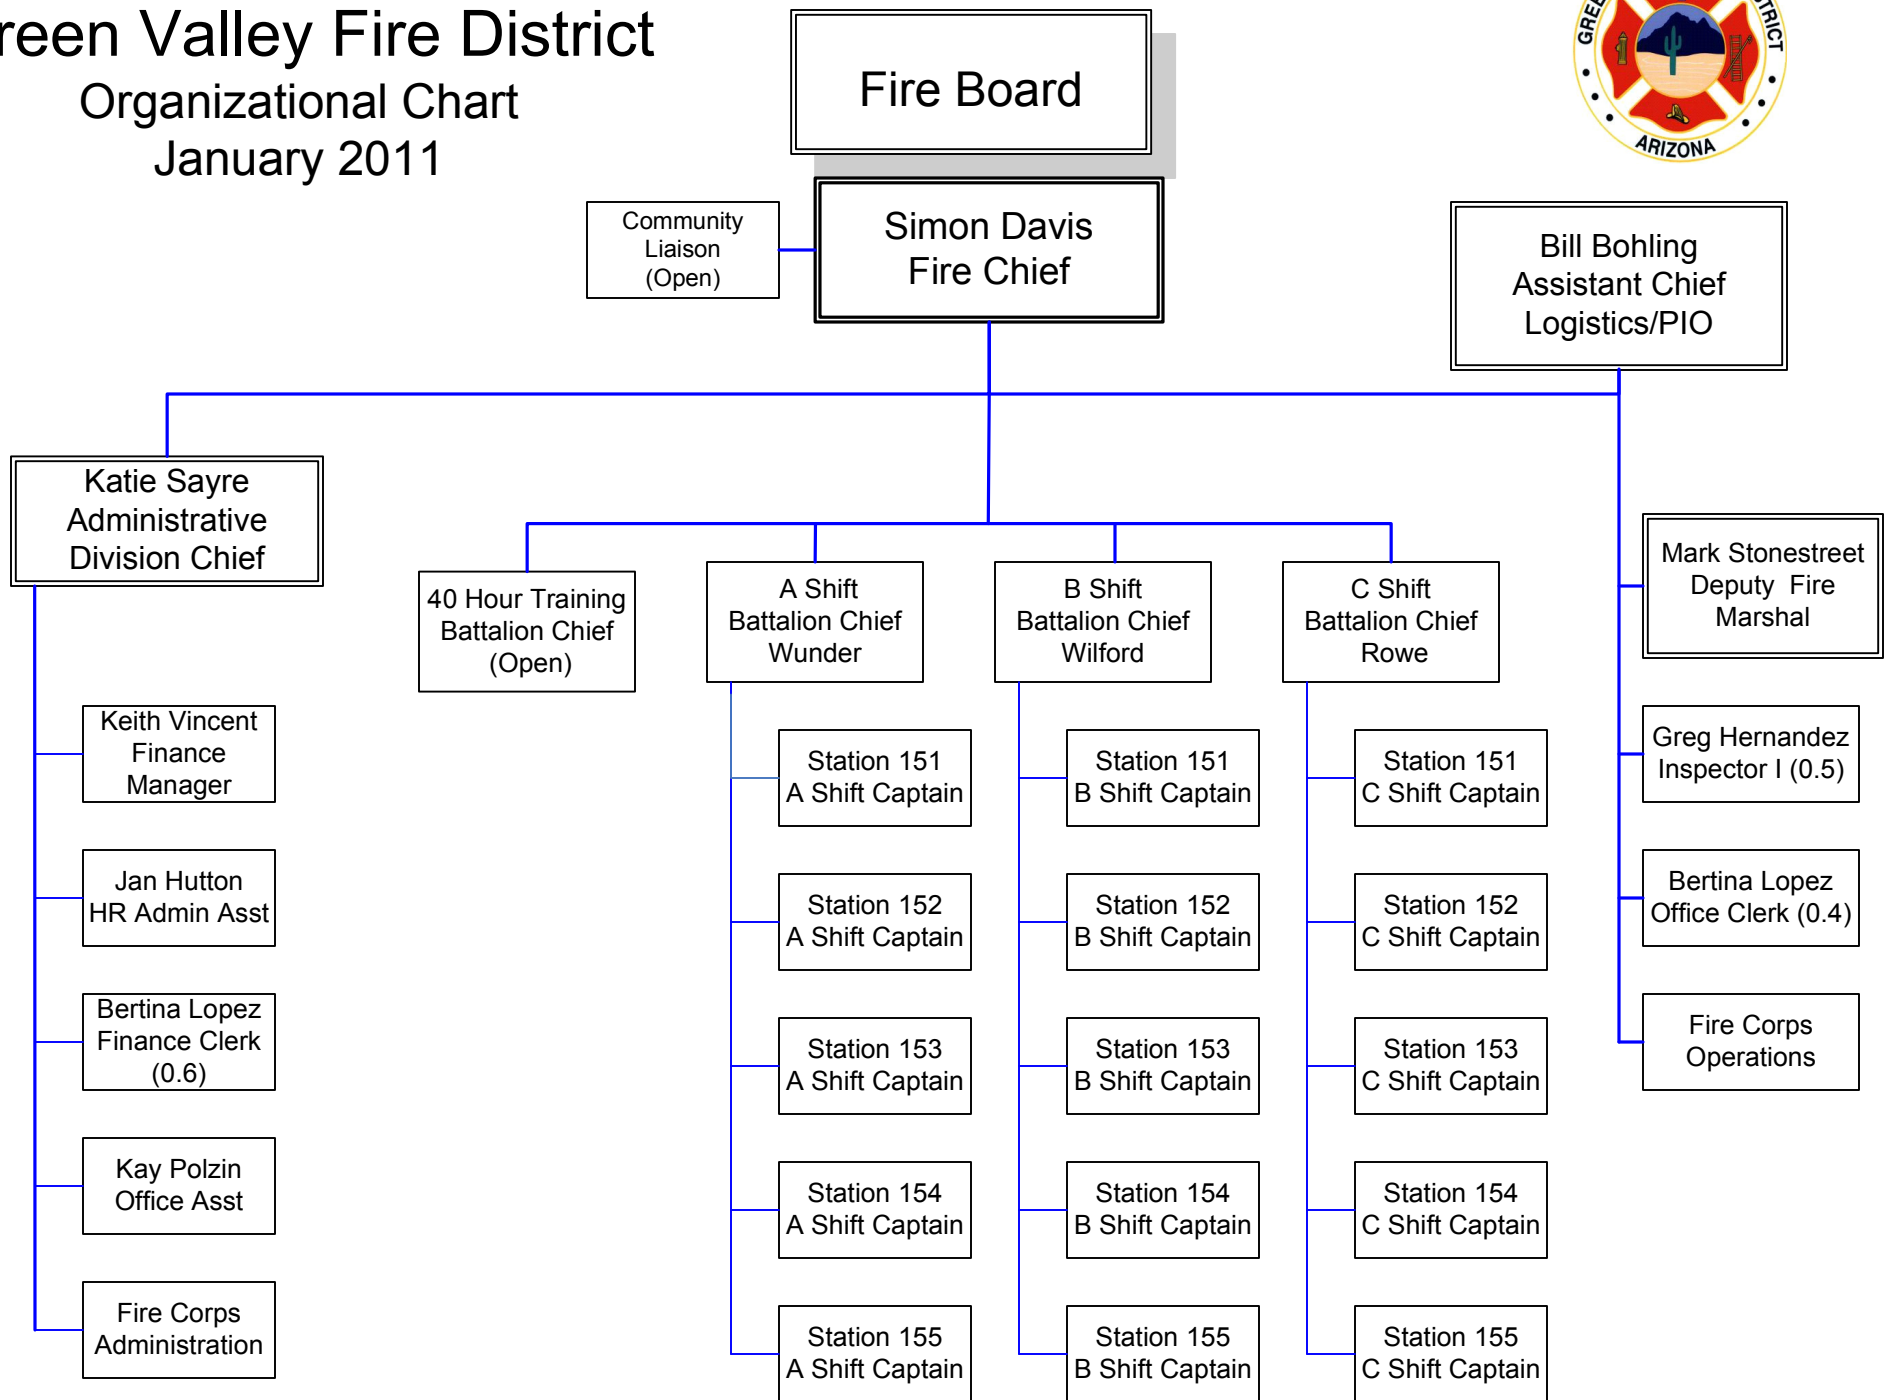 reen Valley Fire District
Organizational Chart
January 2011
Fire Board
ARIZONA
Community
Liaison
(Open)
Simon Davis
Fire Chief
Bill Bohling
Assistant Chief
Logistics/PIO
Katie Sayre
Administrative
Division Chief
40 Hour Training
Battalion Chief
(Open)
A Shift
Battalion Chief
Wunder
B Shift
Battalion Chief
Wilford
C Shift
Battalion Chief
Rowe
Mark Stonestreet
Deputy Fire
Marshal
Keith Vincent
Finance
Manager
Jan Hutton
HR Admin Asst
Bertina Lopez
Finance Clerk
(0.6)
Kay Polzin
Office Asst
Fire Corps
Administration
Station 151
A Shift Captain
Station 152
A Shift Captain
Station 153
A Shift Captain
Station 154
A Shift Captain
Station 155
A Shift Captain
Station 151
B Shift Captain
Station 152
B Shift Captain
Station 153
B Shift Captain
Station 154
B Shift Captain
Station 155
B Shift Captain
Station 151
C Shift Captain
Station 152
C Shift Captain
Station 153
C Shift Captain
Station 154
C Shift Captain
Station 155
C Shift Captain
Greg Hernandez
Inspector I (0.5)
Bertina Lopez
Office Clerk (0.4)
Fire Corps
Operations